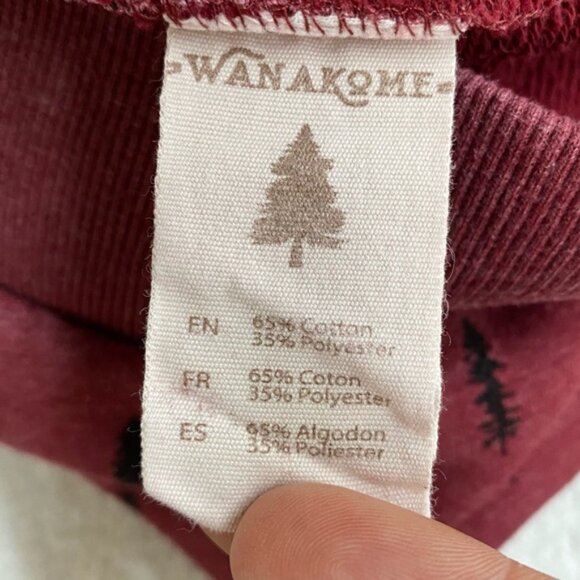 WANAKOME
EN 65% Cotton
35% Polyester
FR 65% Coton
35% Polyester
ES 65% Algodon
35% Poliester